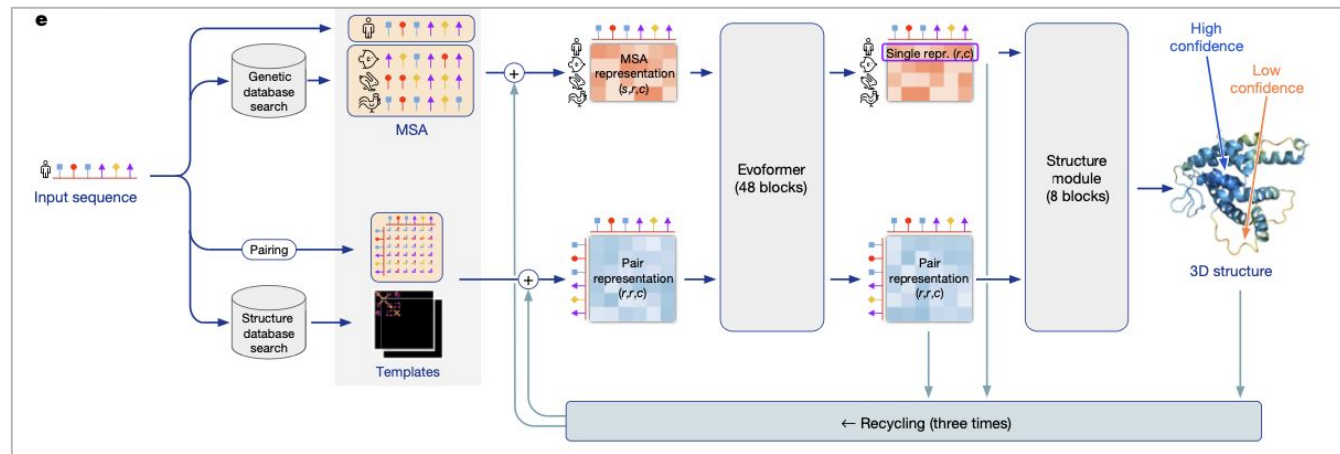 e
Genetic
database
search
MSA
Input sequence
Pairing
Structure
database
search
Templates
+
+
MSA
representation
(s,r,c)
Pair
representation
(r,r,c)
Evoformer
(48 blocks)
Single repr. (r,c)
Pair
representation
(r,r,c)
Structure
module
(8 blocks)
High
confidence
Low
confidence
3D structure
← Recycling (three times)